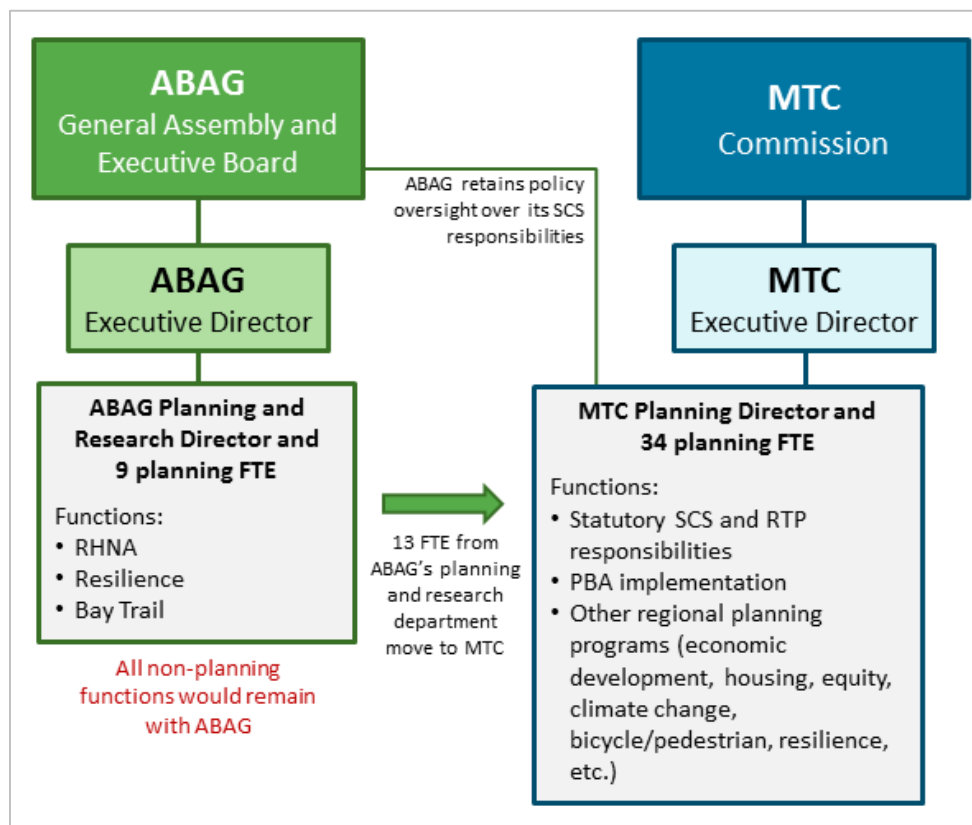 ABAG
General Assembly and
Executive Board
MTC
Commission
ABAG retains policy
oversight over its SCS
responsibilities
ABAG
Executive Director
MTC
Executive Director
ABAG Planning and
Research Director and
9 planning FTE
Functions:
• RHNA
• Resilience
• Bay Trail
All non-planning
functions would remain
with ABAG
13 FTE from
ABAG's planning
and research
department
move to MTC
MTC Planning Director and
34 planning FTE
Functions:
• Statutory SCS and RTP
responsibilities
• PBA implementation
• Other regional planning
programs (economic
development, housing, equity,
climate change,
bicycle/pedestrian, resilience,
etc.)